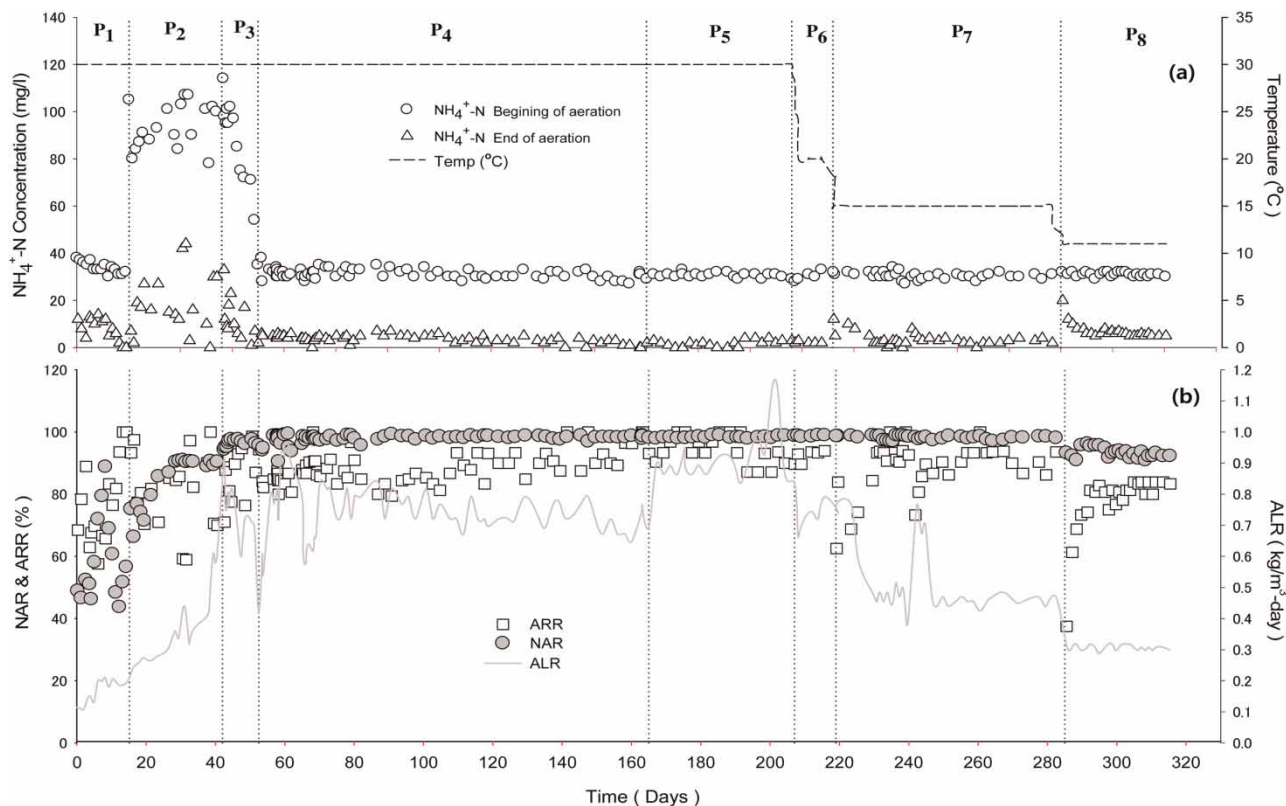 P1 P2 P3 P4 P5 P6 P7 P8
(a)
NH4+-N Concentration (mg/l)
140
120
100
80
60
40
20
0
NH4+-N Begining of aeration
NH4+-N End of aeration
Temp (oC)
35
30
25
20
15
10
5
0
Temperature (oC)
(b)
NAR & ARR (% )
120
100
80
60
40
20
0
ARR
NAR
ALR
1.2
1.1
1.0
0.9
0.8
0.7
0.6
0.5
0.4
0.3
0.2
0.1
0.0
ALR ( kg/m3-day )
0 20 40 60 80 100 120 140 160 180 200 220 240 260 280 300 320
Time ( Days )